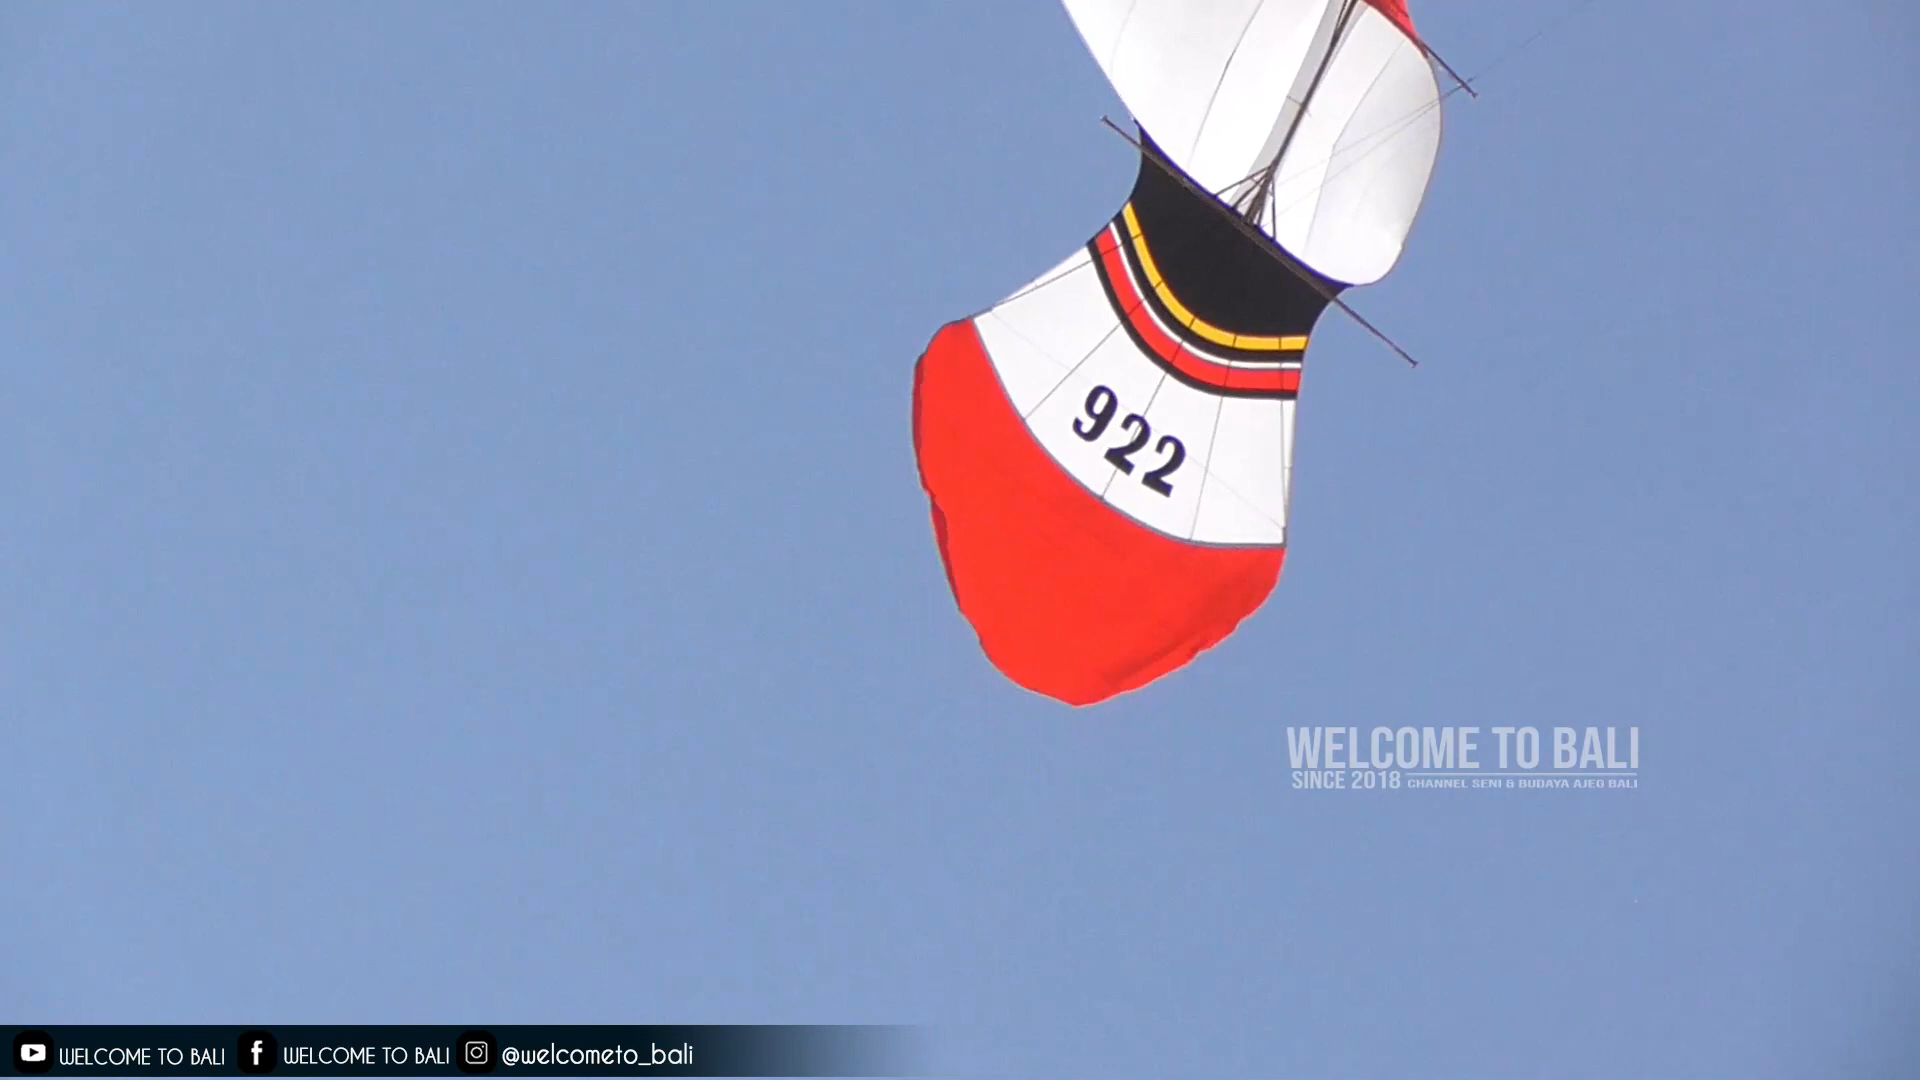 922
WELCOME TO BALI
SINCE 2018 CHANNEL SENI & BUDAYA AJEG BALI
WELCOME TO BALI WELCOME TO BALI @welcometo_bali